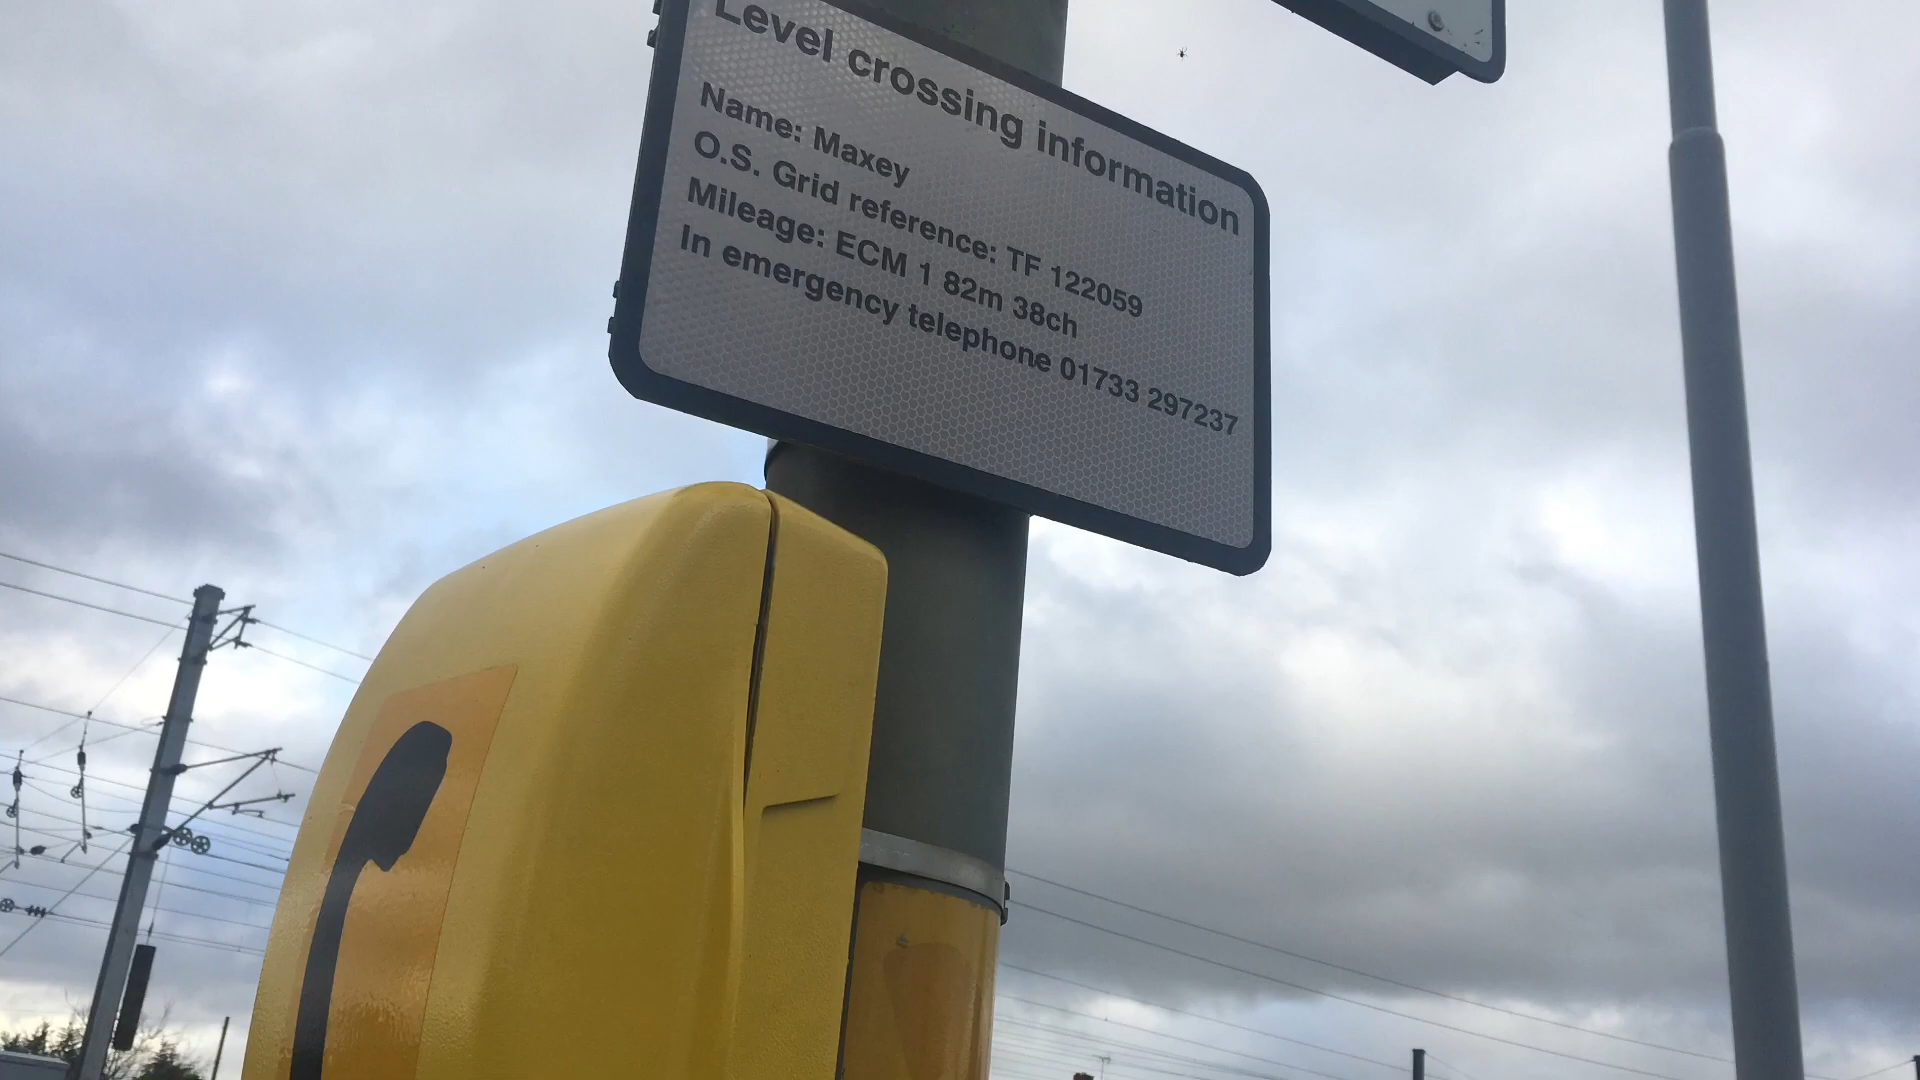 Level crossing information
Name: Maxey
O.S. Grid reference: TF 122059
Mileage: ECM 1 82m 38ch
In emergency telephone 01733 297237